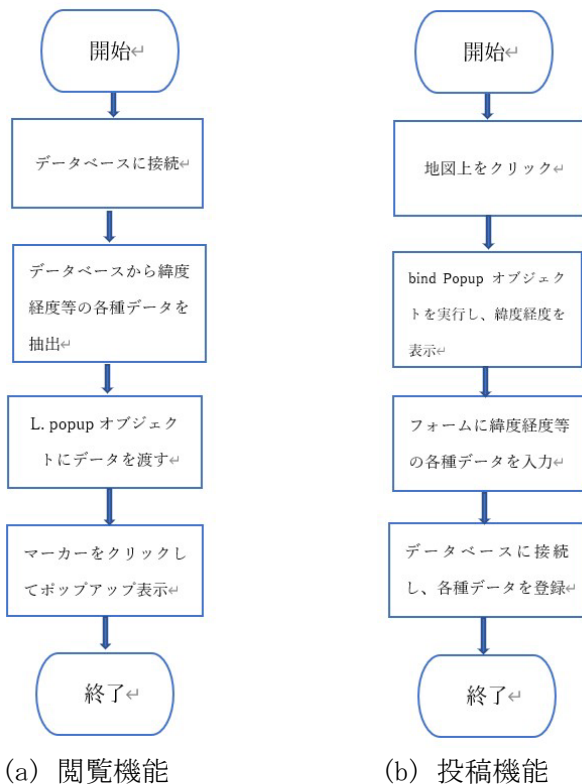 開始↵
データベースに接続↵
データベースから緯度
経度等の各種データを
抽出↵
L. popup オブジェク
トにデータを渡す↵
マーカーをクリックし
てポップアップ表示↵
終了↵
(a) 閲覧機能
開始↵
地図上をクリック↵
bind Popup オブジェク
トを実行し、緯度経度を
表示↵
フォームに緯度経度等
の各種データを入力↵
データベースに接続
し、各種データを登録↵
終了↵
(b) 投稿機能